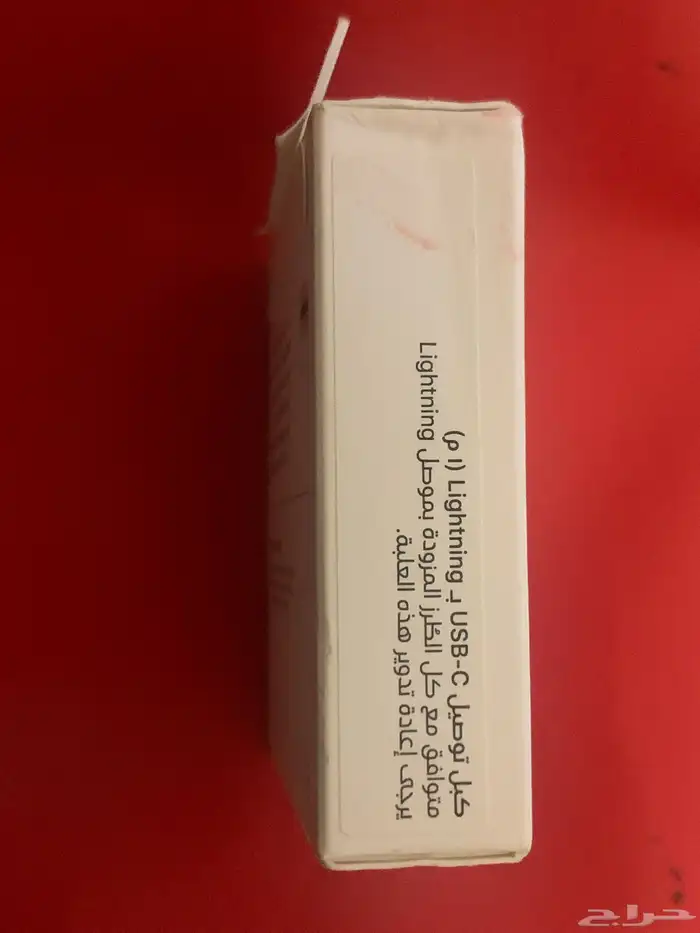 كبل توصيل USB-C بـ Lightning (١ م)
متوافق مع كل الطُرز المزودة بموصل Lightning
يرجى إعادة تدوير هذه العلبة.
حراج